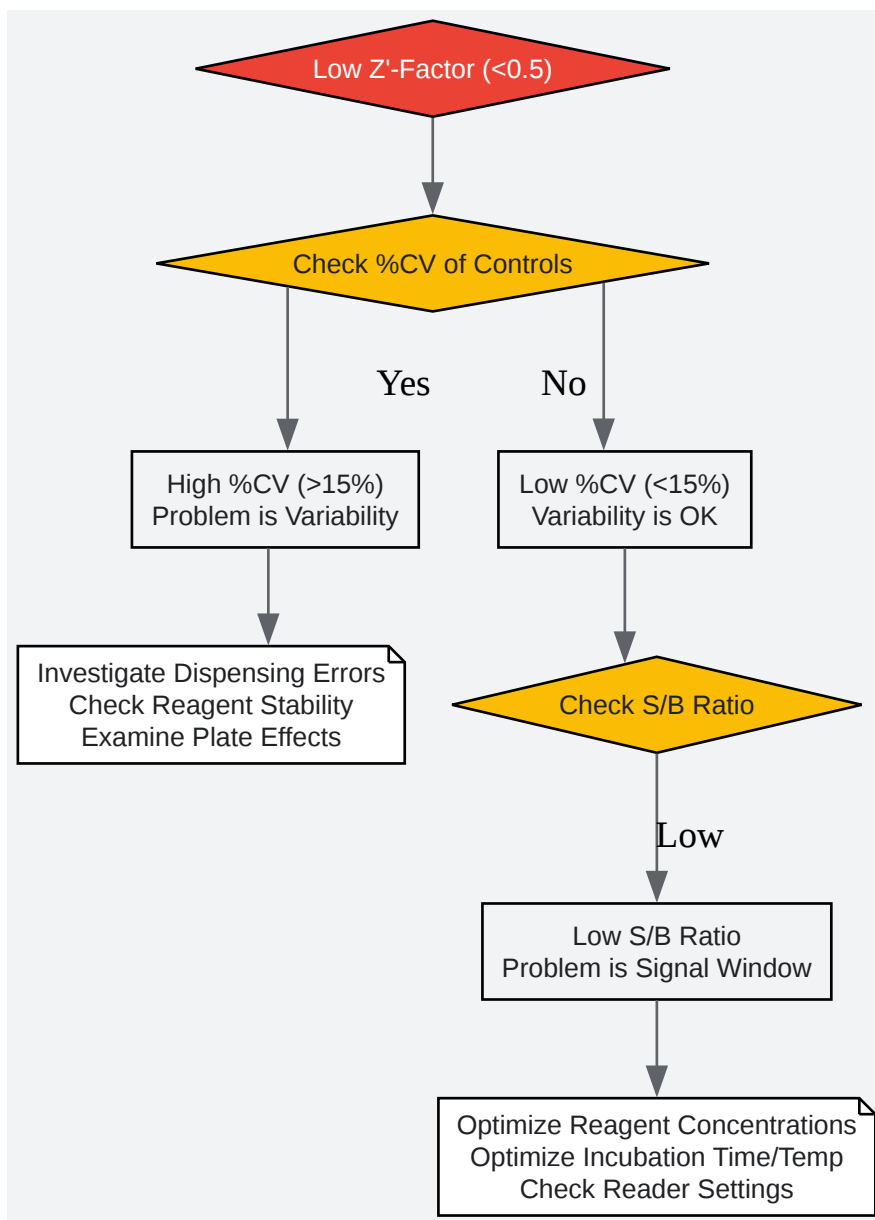 Low Z'-Factor (<0.5)
Check %CV of Controls
Yes
No
High %CV (>15%)
Problem is Variability
Low %CV (<15%)
Variability is OK
Investigate Dispensing Errors
Check Reagent Stability
Examine Plate Effects
Check S/B Ratio
Low
Low S/B Ratio
Problem is Signal Window
Optimize Reagent Concentrations
Optimize Incubation Time/Temp
Check Reader Settings